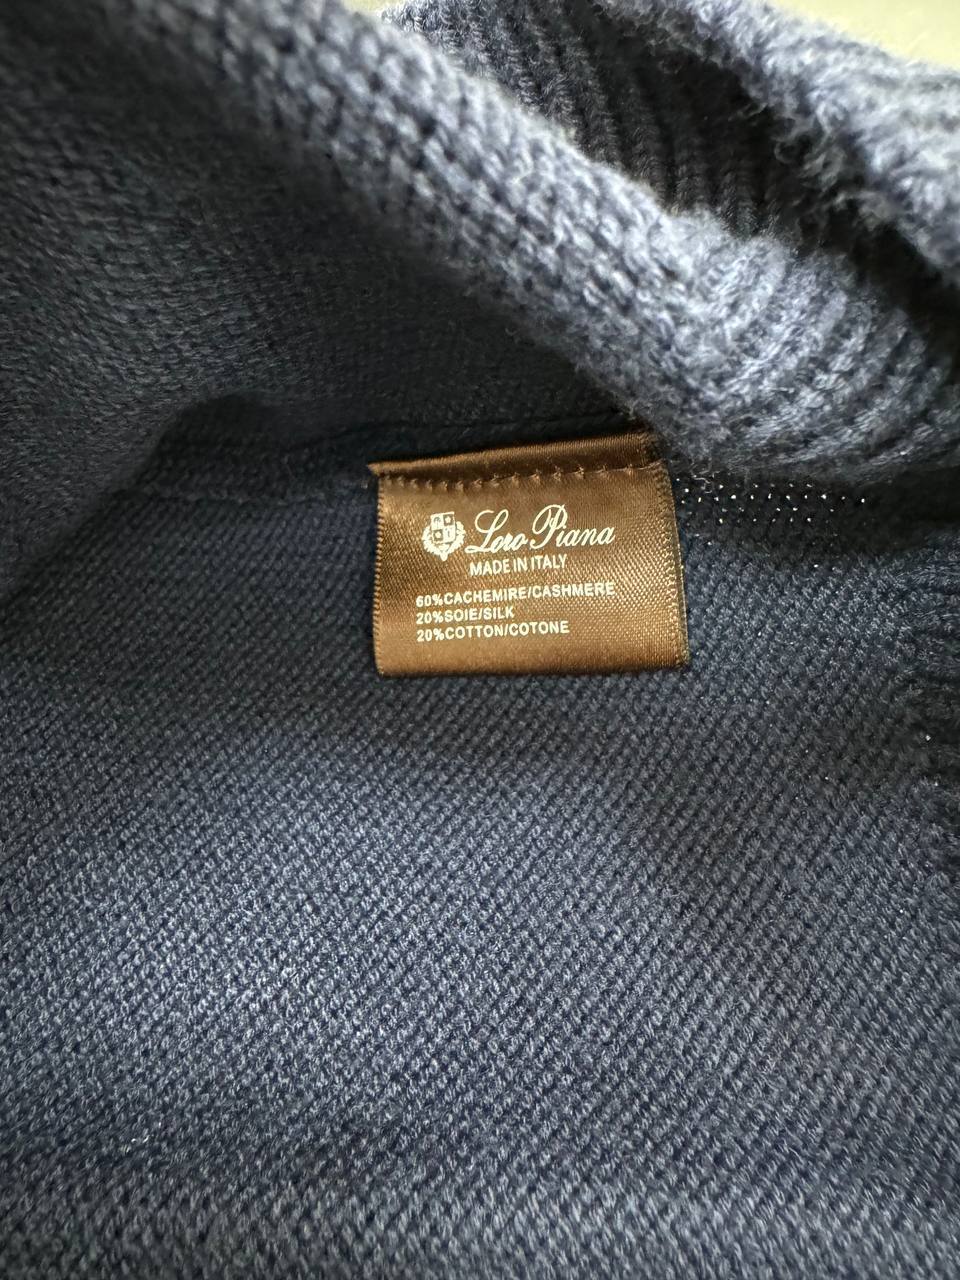 Loro Piana
MADE IN ITALY
60%CACHEMIRE/CASHMERE
20%SOIE/SILK
20%COTTON/COTONE